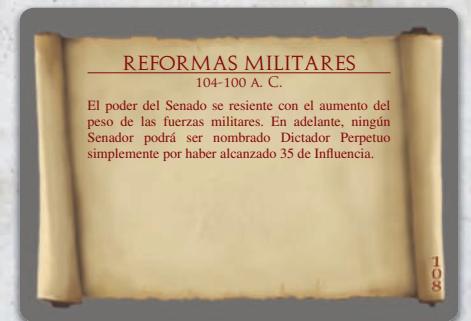 REFORMAS MILITARES
104-100 A. C.
El poder del Senado se resiente con el aumento del
peso de las fuerzas militares. En adelante, ningún
Senador podrá ser nombrado Dictador Perpetuo
simplemente por haber alcanzado 35 de Influencia.
108